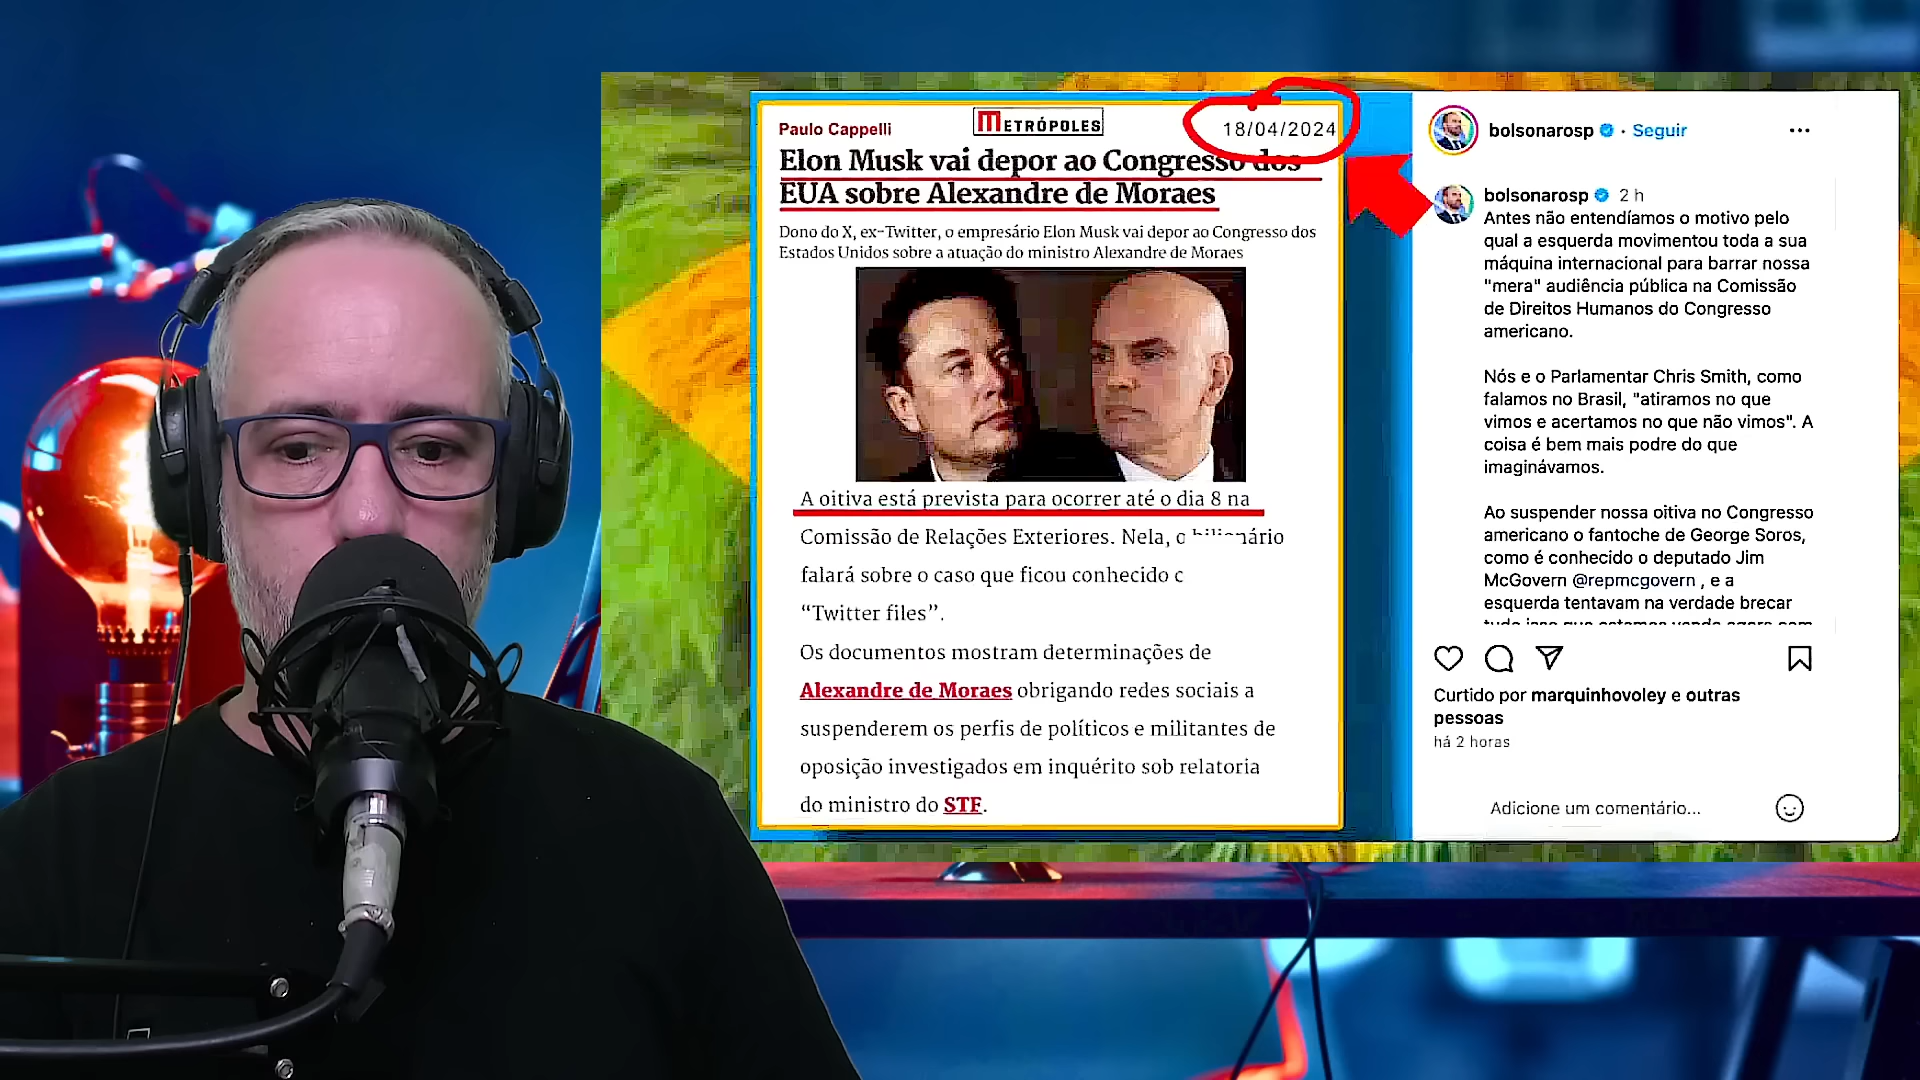 Paulo Cappelli
METRÓPOLES
18/04/2024
Elon Musk vai depor ao Congresso dos
EUA sobre Alexandre de Moraes
Dono do X, ex-Twitter, o empresário Elon Musk vai depor ao Congresso dos
Estados Unidos sobre a atuação do ministro Alexandre de Moraes
A oitiva está prevista para ocorrer até o dia 8 na
Comissão de Relações Exteriores. Nela, o bilionário
falará sobre o caso que ficou conhecido c
“Twitter files”.
Os documentos mostram determinações de
Alexandre de Moraes obrigando redes sociais a
suspenderem os perfis de políticos e militantes de
oposição investigados em inquérito sob relatoria
do ministro do STF.
bolsonarosp · Seguir
bolsonarosp 2 h
Antes não entendíamos o motivo pelo
qual a esquerda movimentou toda a sua
máquina internacional para barrar nossa
"mera" audiência pública na Comissão
de Direitos Humanos do Congresso
americano.
Nós e o Parlamentar Chris Smith, como
falamos no Brasil, "atiramos no que
vimos e acertamos no que não vimos". A
coisa é bem mais podre do que
imaginávamos.
Ao suspender nossa oitiva no Congresso
americano o fantoche de George Soros,
como é conhecido o deputado Jim
McGovern @repmcgovern , e a
esquerda tentavam na verdade brecar
tudo isso que estamos vendo agora com
Curtido por marquinhovoley e outras
pessoas
há 2 horas
Adicione um comentário...